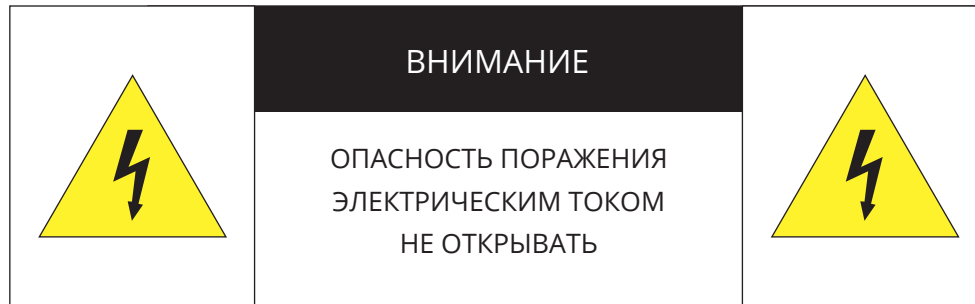 ВНИМАНИЕ
ОПАСНОСТЬ ПОРАЖЕНИЯ
ЭЛЕКТРИЧЕСКИМ ТОКОМ
НЕ ОТКРЫВАТЬ